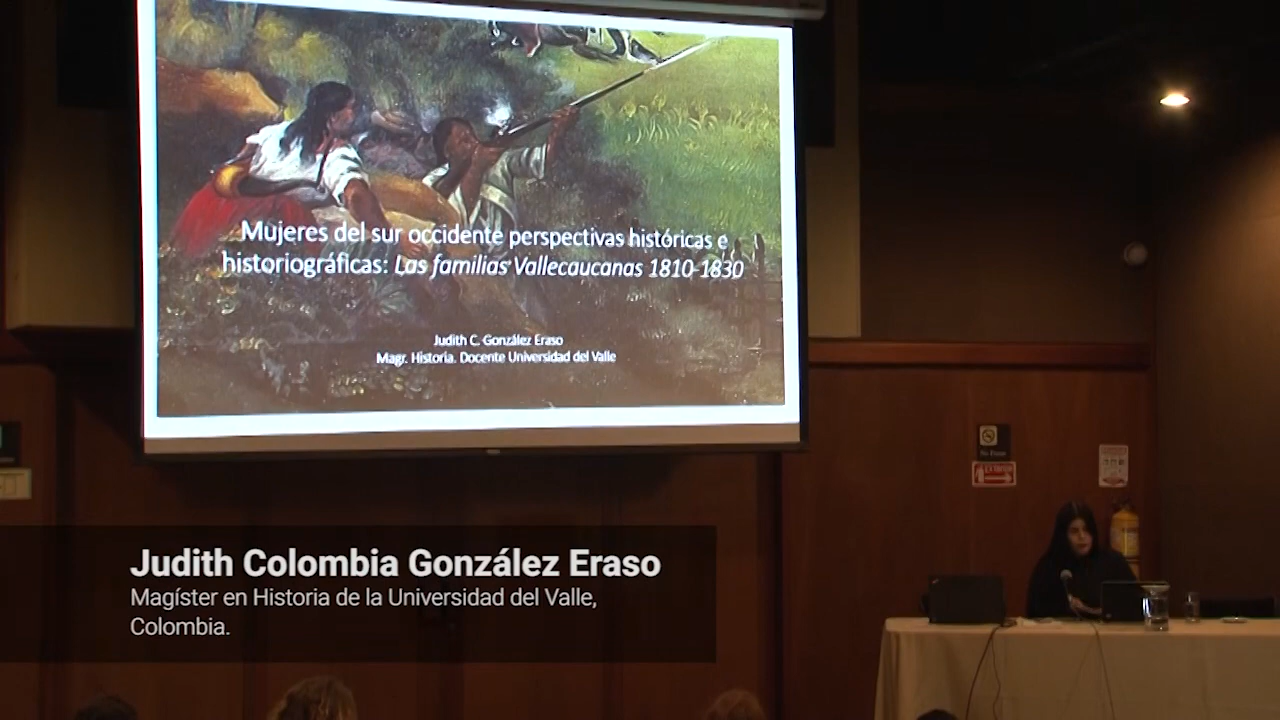 Mujeres del sur occidente perspectivas históricas e
historiográficas: Las familias Vallecaucanas 1810-1830
Judith C. González Eraso
Magr. Historia. Docente Universidad del Valle
Judith Colombia González Eraso
Magíster en Historia de la Universidad del Valle,
Colombia.